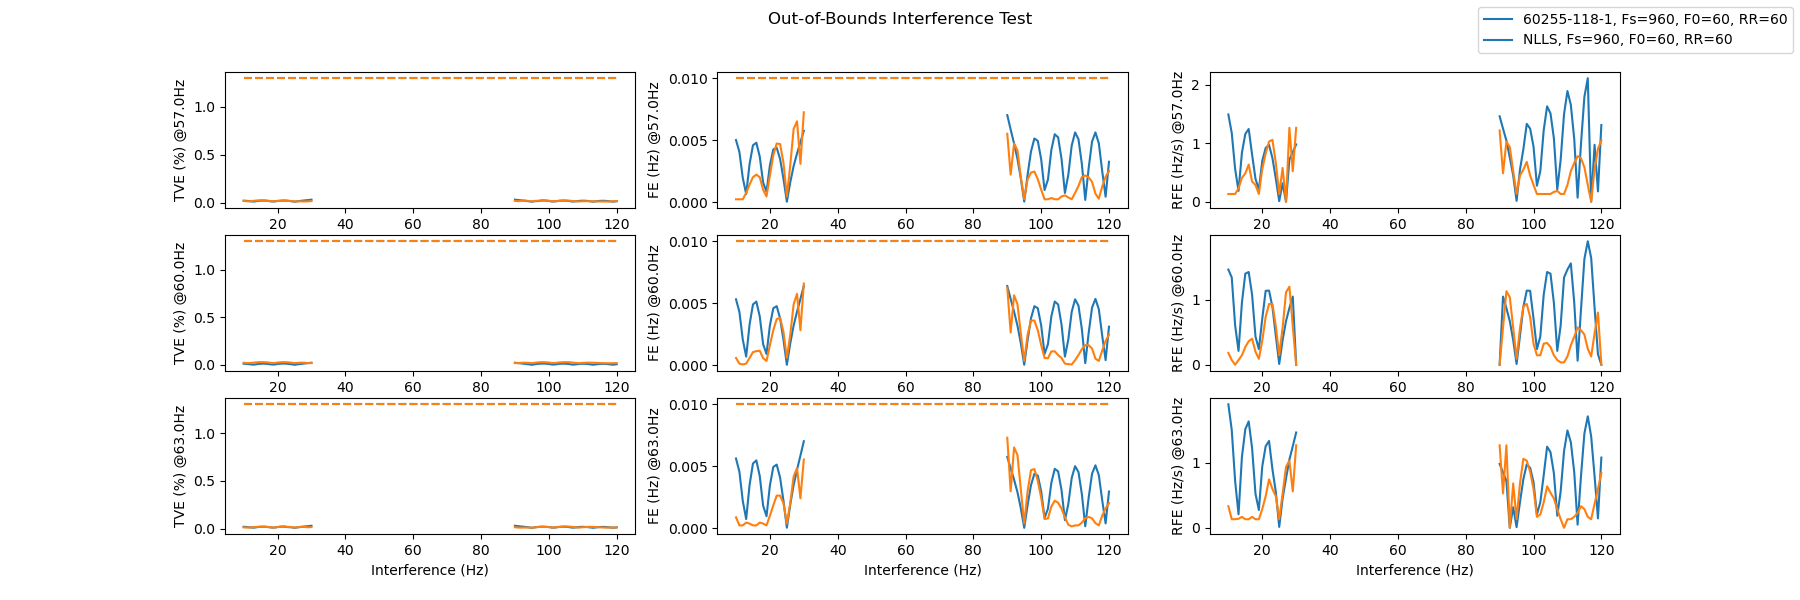 Out-of-Bounds Interference Test
60255-118-1, Fs=960, F0=60, RR=60
NLLS, Fs=960, F0=60, RR=60
TVE (%) @57.0Hz
1.0
0.5
0.0
20 40 60 80 100 120
FE (Hz) @57.0Hz
0.010
0.005
0.000
20 40 60 80 100 120
RFE (Hz/s) @57.0Hz
2
1
0
20 40 60 80 100 120
TVE (%) @60.0Hz
1.0
0.5
0.0
20 40 60 80 100 120
FE (Hz) @60.0Hz
0.010
0.005
0.000
20 40 60 80 100 120
RFE (Hz/s) @60.0Hz
1
0
20 40 60 80 100 120
TVE (%) @63.0Hz
1.0
0.5
0.0
20 40 60 80 100 120
Interference (Hz)
FE (Hz) @63.0Hz
0.010
0.005
0.000
20 40 60 80 100 120
Interference (Hz)
RFE (Hz/s) @63.0Hz
1
0
20 40 60 80 100 120
Interference (Hz)